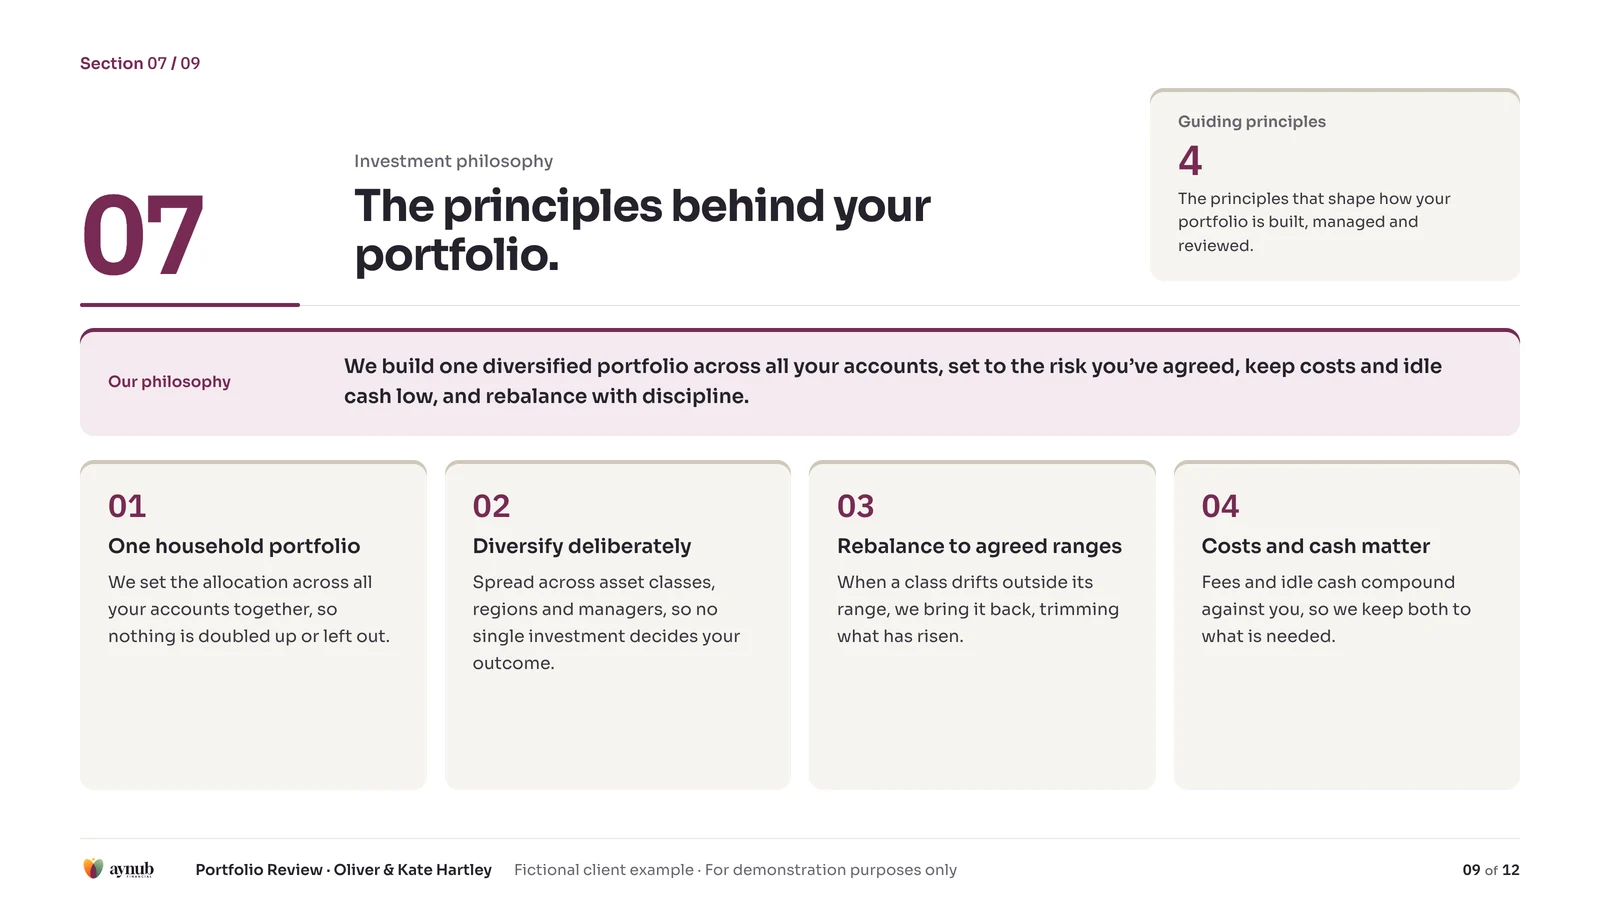 Section 07 / 09
07
Investment philosophy
The principles behind your
portfolio.
Guiding principles
4
The principles that shape how your
portfolio is built, managed and
reviewed.
Our philosophy
We build one diversified portfolio across all your accounts, set to the risk you’ve agreed, keep costs and idle
cash low, and rebalance with discipline.
01
One household portfolio
We set the allocation across all
your accounts together, so
nothing is doubled up or left out.
02
Diversify deliberately
Spread across asset classes,
regions and managers, so no
single investment decides your
outcome.
03
Rebalance to agreed ranges
When a class drifts outside its
range, we bring it back, trimming
what has risen.
04
Costs and cash matter
Fees and idle cash compound
against you, so we keep both to
what is needed.
aynub
FINANCIAL
Portfolio Review · Oliver & Kate Hartley
Fictional client example · For demonstration purposes only
09 of 12